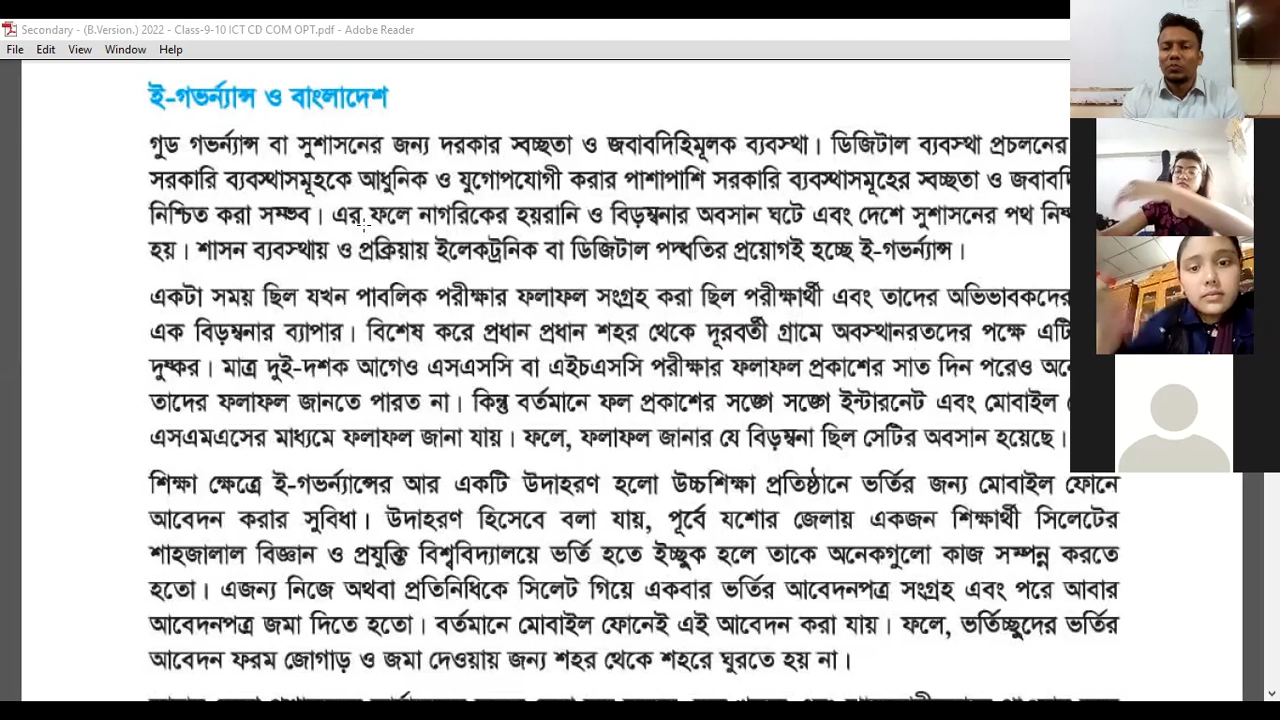 Secondary - (B.Version.) 2022 - Class-9-10 ICT CD COM OPT.pdf - Adobe Reader
File Edit View Window Help
ই-গভর্ন্যান্স ও বাংলাদেশ
গুড গভর্ন্যান্স বা সুশাসনের জন্য দরকার স্বচ্ছতা ও জবাবদিহিমূলক ব্যবস্থা। ডিজিটাল ব্যবস্থা প্রচলনের
সরকারি ব্যবস্থাসমূহকে আধুনিক ও যুগোপযোগী করার পাশাপাশি সরকারি ব্যবস্থাসমূহের স্বচ্ছতা ও
নিশ্চিত করা সম্ভব। এর ফলে নাগরিকের হয়রানি ও বিড়ম্বনার অবসান ঘটে এবং দেশে সুশাসনের পথ
হয়। শাসন ব্যবস্থায় ও প্রক্রিয়ায় ইলেকট্রনিক বা ডিজিটাল পদ্ধতির প্রয়োগই হচ্ছে ই-গভর্ন্যান্স।
একটা সময় ছিল যখন পাবলিক পরীক্ষার ফলাফল সংগ্রহ করা ছিল পরীক্ষার্থী এবং তাদের অভিভাবকদের
এক বিড়ম্বনার ব্যাপার। বিশেষ করে প্রধান প্রধান শহর থেকে দূরবর্তী গ্রামে অবস্থানরতদের পক্ষে এটি
দুষ্কর। মাত্র দুই-দশক আগেও এসএসসি বা এইচএসসি পরীক্ষার ফলাফল প্রকাশের সাত দিন পরেও
তাদের ফলাফল জানতে পারত না। কিন্তু বর্তমানে ফল প্রকাশের সঙ্গে সঙ্গে ইন্টারনেট এবং মোবাইল
এসএমএসের মাধ্যমে ফলাফল জানা যায়। ফলে, ফলাফল জানার যে বিড়ম্বনা ছিল সেটির অবসান হয়েছে।
শিক্ষা ক্ষেত্রে ই-গভর্ন্যান্সের আর একটি উদাহরণ হলো উচ্চশিক্ষা প্রতিষ্ঠানে ভর্তির জন্য মোবাইল ফোনে
আবেদন করার সুবিধা। উদাহরণ হিসেবে বলা যায়, পূর্বে যশোর জেলায় একজন শিক্ষার্থী সিলেটের
শাহজালাল বিজ্ঞান ও প্রযুক্তি বিশ্ববিদ্যালয়ে ভর্তি হতে ইচ্ছুক হলে তাকে অনেকগুলো কাজ সম্পন্ন করতে
হতো। এজন্য নিজে অথবা প্রতিনিধিকে সিলেট গিয়ে একবার ভর্তির আবেদনপত্র সংগ্রহ এবং পরে আবার
আবেদনপত্র জমা দিতে হতো। বর্তমানে মোবাইল ফোনেই এই আবেদন করা যায়। ফলে, ভর্তিচ্ছুদের ভর্তির
আবেদন ফরম জোগাড় ও জমা দেওয়ায় জন্য শহর থেকে শহরে ঘুরতে হয় না।